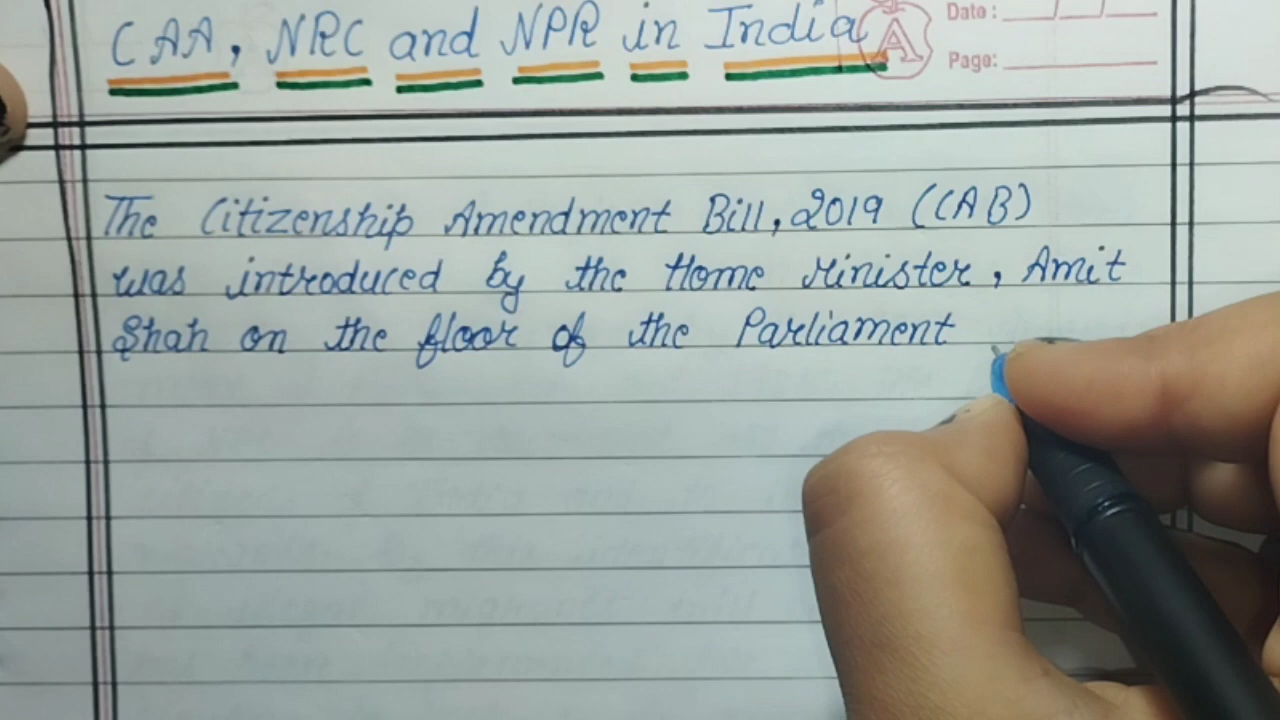 CAA, NRC and NPR in India
A
Date :
Page:
The Citizenship Amendment Bill, 2019 (CAB)
was introduced by the Home Minister, Amit
Shah on the floor of the Parliament